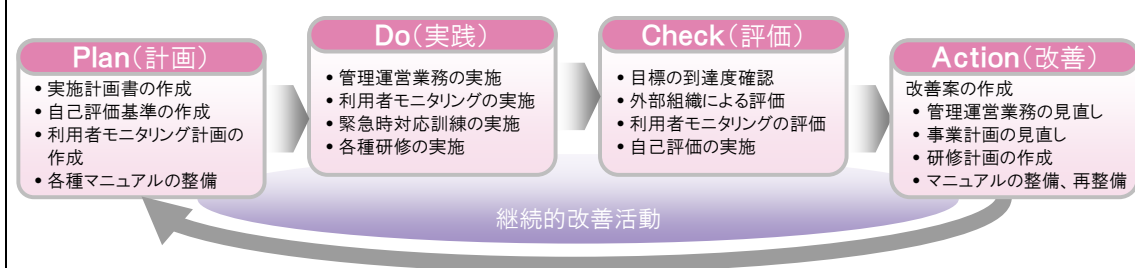 Plan（計画）
• 実施計画書の作成
• 自己評価基準の作成
• 利用者モニタリング計画の
作成
• 各種マニュアルの整備
Do（実践）
• 管理運営業務の実施
• 利用者モニタリングの実施
• 緊急時対応訓練の実施
• 各種研修の実施
Check（評価）
• 目標の到達度確認
• 外部組織による評価
• 利用者モニタリングの評価
• 自己評価の実施
Action（改善）
改善案の作成
• 管理運営業務の見直し
• 事業計画の見直し
• 研修計画の作成
• マニュアルの整備、再整備
継続的改善活動